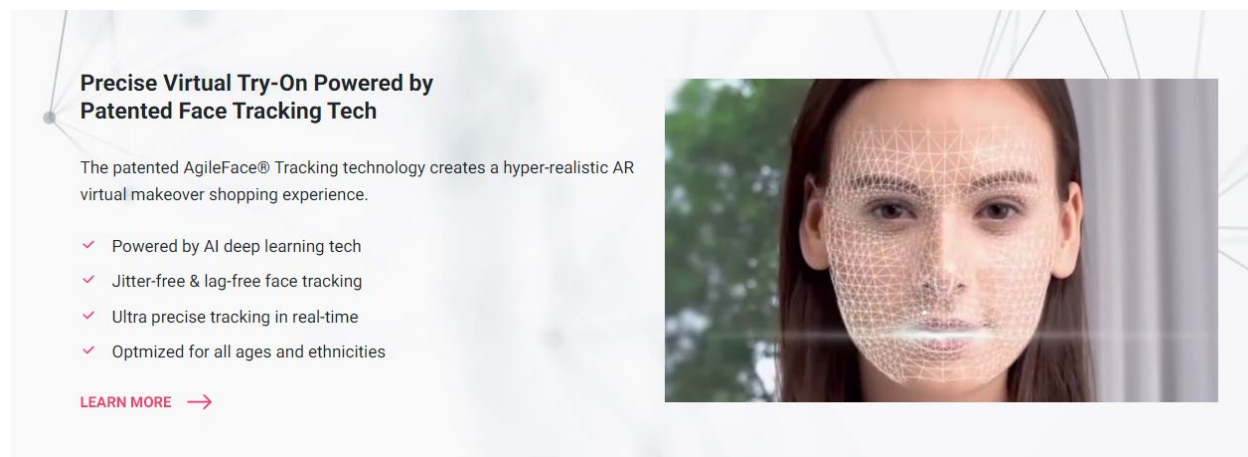 Precise Virtual Try-On Powered by
Patented Face Tracking Tech
The patented AgileFace® Tracking technology creates a hyper-realistic AR
virtual makeover shopping experience.
Powered by AI deep learning tech
Jitter-free & lag-free face tracking
Ultra precise tracking in real-time
Optmized for all ages and ethnicities
LEARN MORE